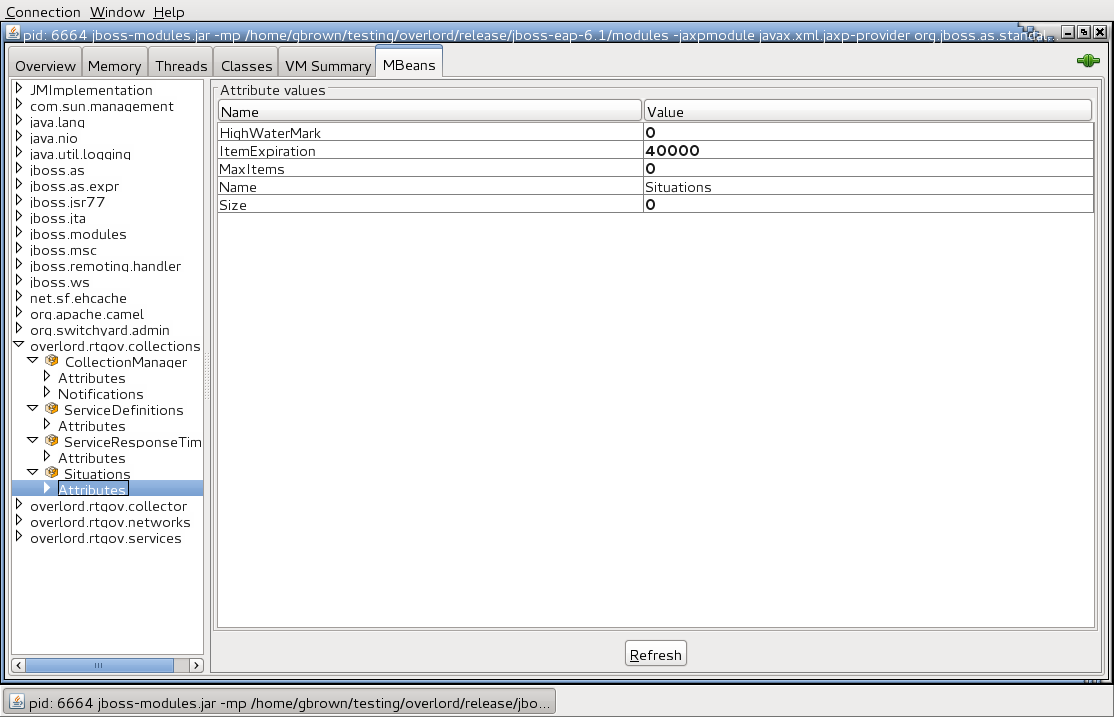 Connection Window Help
pid: 6664 jboss-modules.jar -mp /home/gbrown/testing/overlord/release/jboss-eap-6.1/modules -jaxpmodule javax.xml.jaxp-provider org.jboss.as.standal...
Overview Memory Threads Classes VM Summary MBeans
JMImplementation
com.sun.management
java.lang
java.nio
java.util.logging
jboss.as
jboss.as.expr
jboss.jsr77
jboss.jta
jboss.modules
jboss.msc
jboss.remoting.handler
jboss.ws
net.sf.ehcache
org.apache.camel
org.switchyard.admin
overlord.rtgov.collections
CollectionManager
Attributes
Notifications
ServiceDefinitions
Attributes
ServiceResponseTim
Attributes
Situations
Attributes
overlord.rtgov.collector
overlord.rtgov.networks
overlord.rtgov.services
Attribute values
Name Value
HighWaterMark 0
ItemExpiration 40000
MaxItems 0
Name Situations
Size 0
Refresh
pid: 6664 jboss-modules.jar -mp /home/gbrown/testing/overlord/release/jbo...